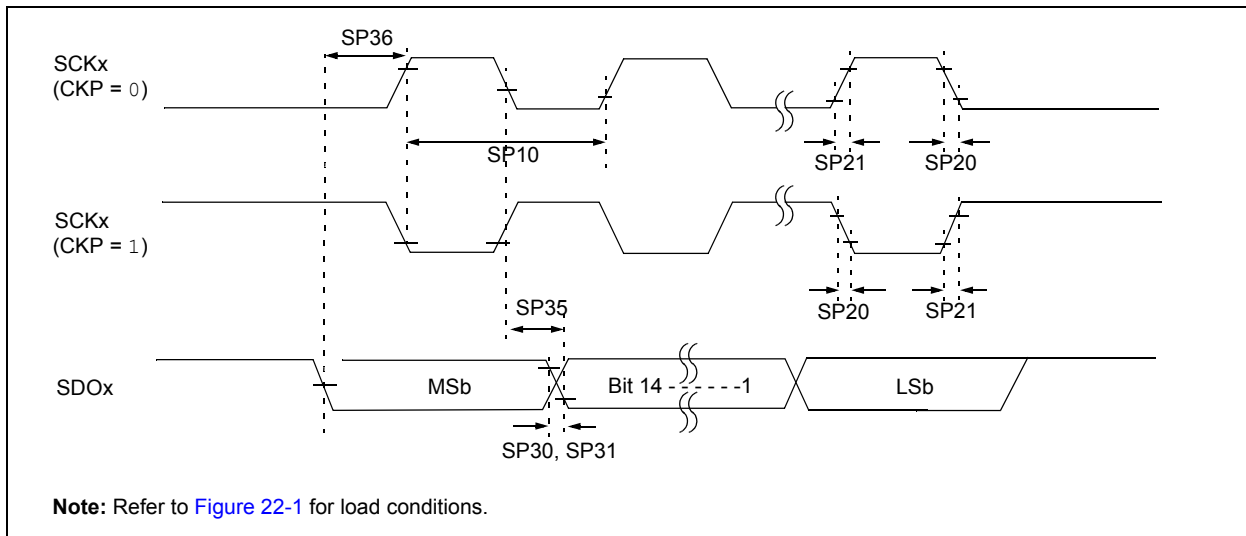 SP36
SCKx
(CKP = 0)
SP10
SP21
SP20
SCKx
(CKP = 1)
SP35
SP20
SP21
SDOx
MSb
Bit 14 - - - - - -1
LSb
SP30, SP31
Note: Refer to Figure 22-1 for load conditions.